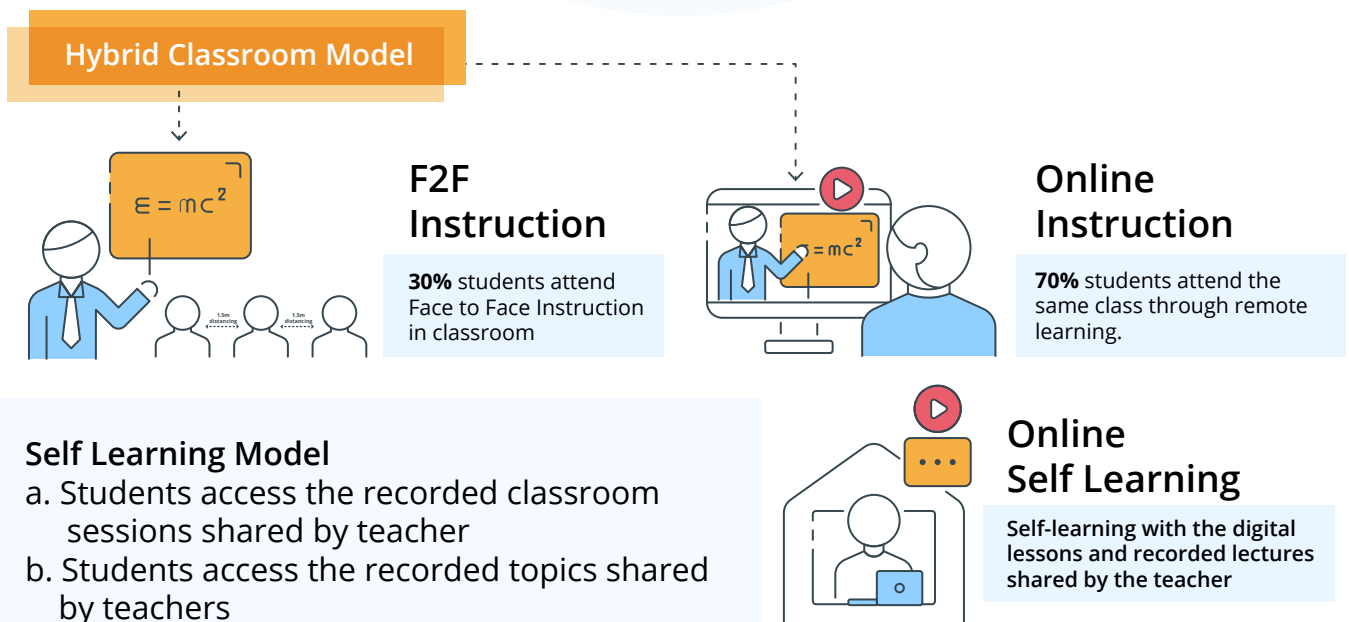 Hybrid Classroom Model
ε = mc²
1.5m
distancing
1.5m
distancing
F2F
Instruction
30% students attend
Face to Face Instruction
in classroom
= mc²
Online
Instruction
70% students attend the
same class through remote
learning.
Self Learning Model
a. Students access the recorded classroom
sessions shared by teacher
b. Students access the recorded topics shared
by teachers
Online
Self Learning
Self-learning with the digital
lessons and recorded lectures
shared by the teacher